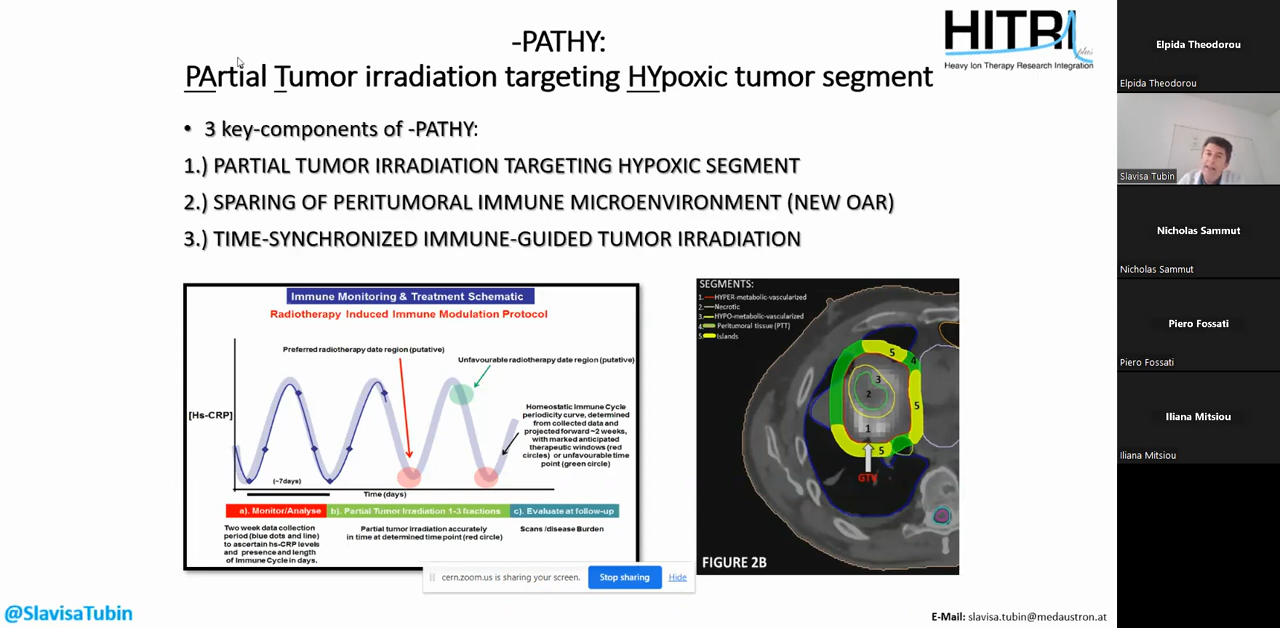 -PATHY:
PArtial Tumor irradiation targeting HYpoxic tumor segment
HITRI plus
Heavy Ion Therapy Research Integration
• 3 key-components of -PATHY:
1.) PARTIAL TUMOR IRRADIATION TARGETING HYPOXIC SEGMENT
2.) SPARING OF PERITUMORAL IMMUNE MICROENVIRONMENT (NEW OAR)
3.) TIME-SYNCHRONIZED IMMUNE-GUIDED TUMOR IRRADIATION
Immune Monitoring & Treatment Schematic
Radiotherapy Induced Immune Modulation Protocol
Preferred radiotherapy date region (putative)
Unfavourable radiotherapy date region (putative)
[Hs-CRP]
Homeostatic Immune Cycle
periodicity curve, determined
from collected data and
projected forward ~2 weeks,
with marked anticipated
therapeutic windows (red
circles) or unfavourable time
point (green circle)
(~7days)
Time (days)
a). Monitor/Analyse
b). Partial Tumor Irradiation 1-3 fractions
c). Evaluate at follow-up
Two week data collection
period (blue dots and line)
to ascertain hs-CRP levels
and presence and length
of Immune Cycle in days.
Partial tumor irradiation accurately
in time at determined time point (red circle)
Scans /disease Burden
SEGMENTS:
1. HYPER-metabolic-vascularized
2. Necrotic
3. HYPO-metabolic-vascularized
4. Peritumoral tissue (PTT)
5. Islands
5
4
3
2
5
1
5
GTV
FIGURE 2B
cern.zoom.us is sharing your screen.
Stop sharing
Hide
@SlavisaTubin
E-Mail: slavisa.tubin@medaustron.at
Elpida Theodorou
Elpida Theodorou
Slavisa Tubin
Nicholas Sammut
Nicholas Sammut
Piero Fossati
Piero Fossati
Iliana Mitsiou
Iliana Mitsiou